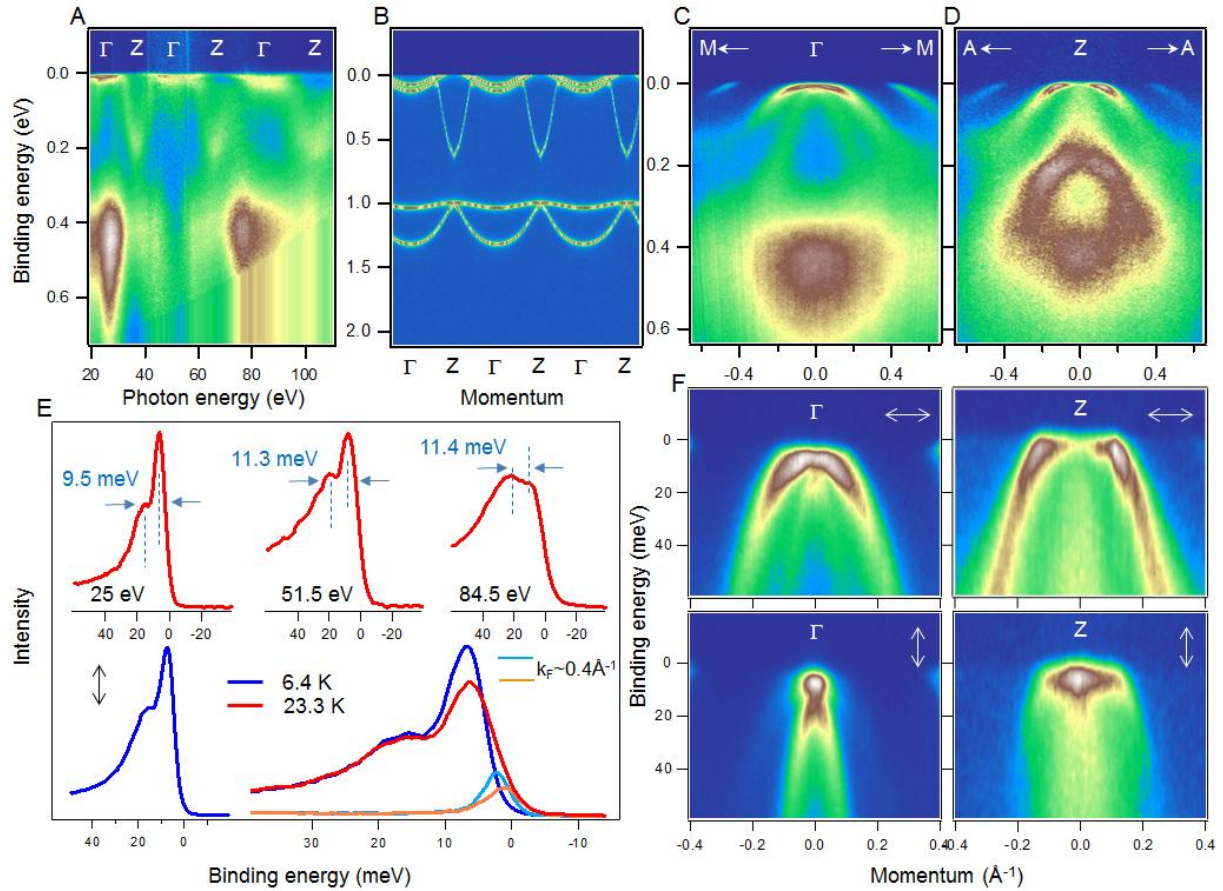 A
Γ Z Γ Z Γ Z
0.0
0.2
0.4
0.6
20 40 60 80 100
Binding energy (eV)
Photon energy (eV)
B
0.0
0.5
1.0
1.5
2.0
Γ Z Γ Z Γ Z
Momentum
C
M← Γ →M
0.0
0.2
0.4
0.6
-0.4 0.0 0.4
D
A← Z →A
-0.4 0.0 0.4
E
9.5 meV
25 eV
40 20 0 -20
11.3 meV
51.5 eV
40 20 0 -20
11.4 meV
84.5 eV
40 20 0 -20
Intensity
6.4 K
23.3 K
kF~0.4Å-1
40 20 0
30 20 10 0 -10
Binding energy (meV)
F
Γ
0
20
40
Z
0
20
40
Γ
0
20
40
-0.4 -0.2 0.0 0.2
Z
0
20
40
-0.4 -0.2 0.0 0.2 0.4
Binding energy (meV)
Momentum (Å-1)